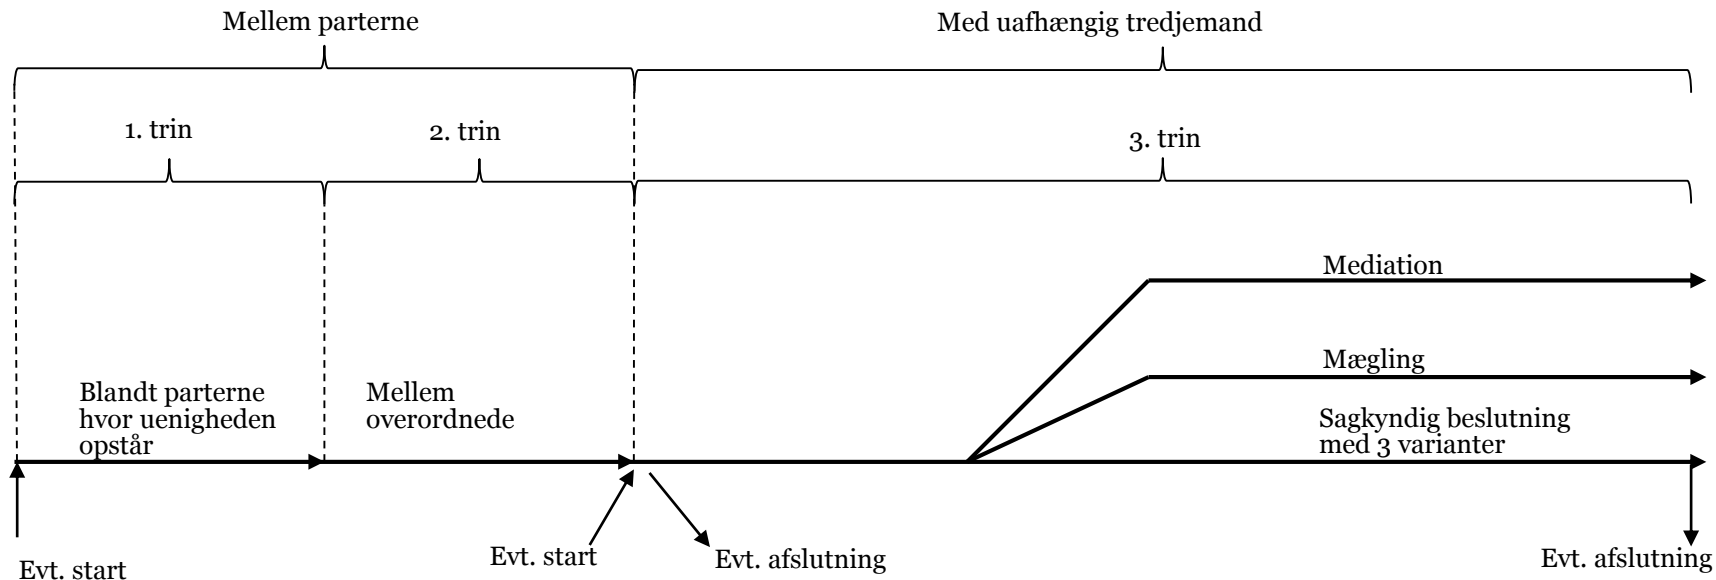 Mellem parterne
Med uafhængig tredjemand
1. trin
2. trin
3. trin
Mediation
Mægling
Blandt parterne
hvor uenigheden
opstår
Mellem
overordnede
Sagkyndig beslutning
med 3 varianter
Evt. start
Evt. start
Evt. afslutning
Evt. afslutning